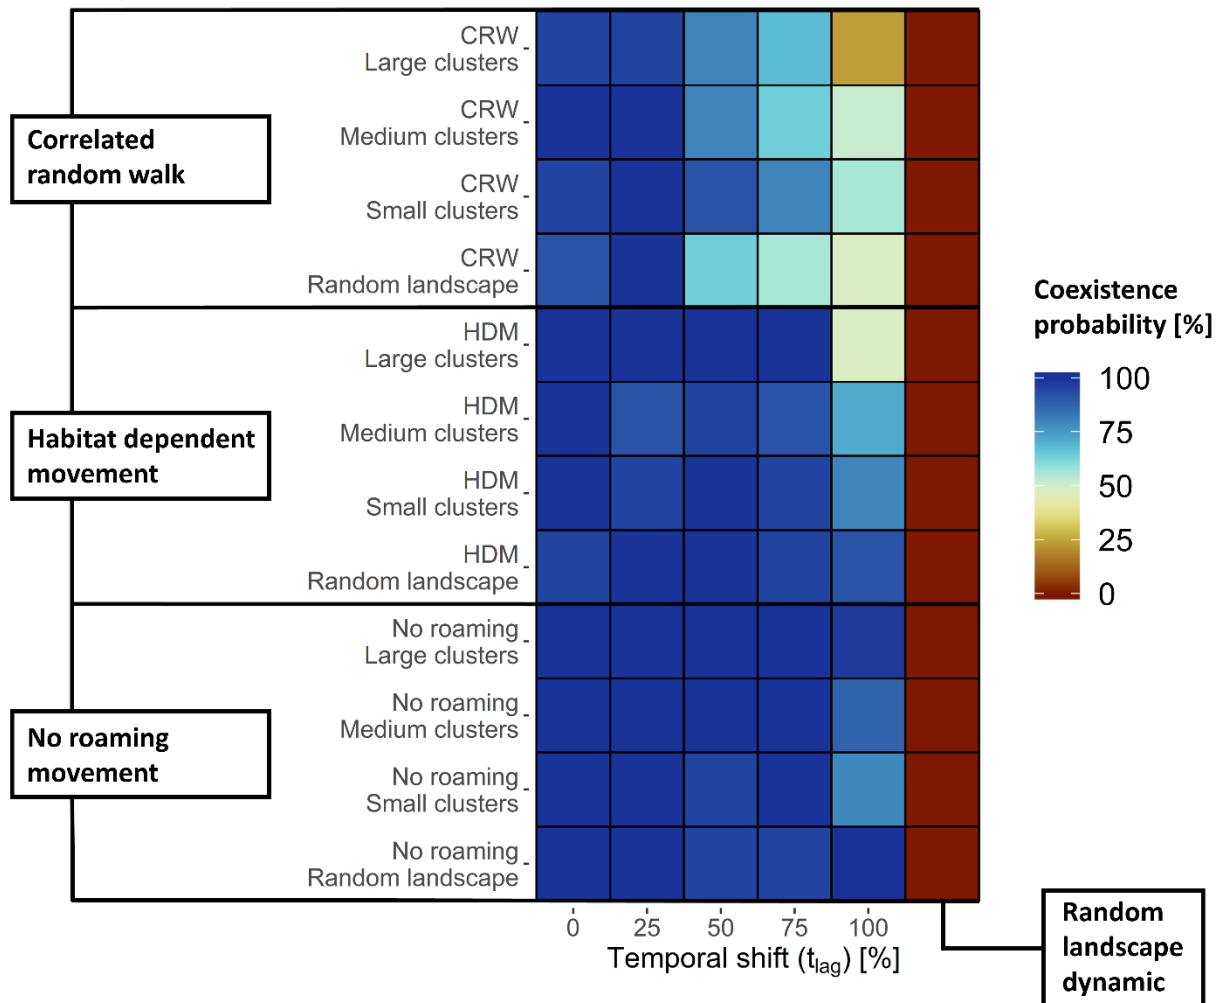 CRW
Large clusters
CRW
Medium clusters
CRW
Small clusters
CRW
Random landscape
Correlated
random walk
HDM
Large clusters
HDM
Medium clusters
HDM
Small clusters
HDM
Random landscape
Habitat dependent
movement
No roaming
Large clusters
No roaming
Medium clusters
No roaming
Small clusters
No roaming
Random landscape
No roaming
movement
0 25 50 75 100
Temporal shift (tlag) [%]
Random
landscape
dynamic
Coexistence
probability [%]
100
75
50
25
0